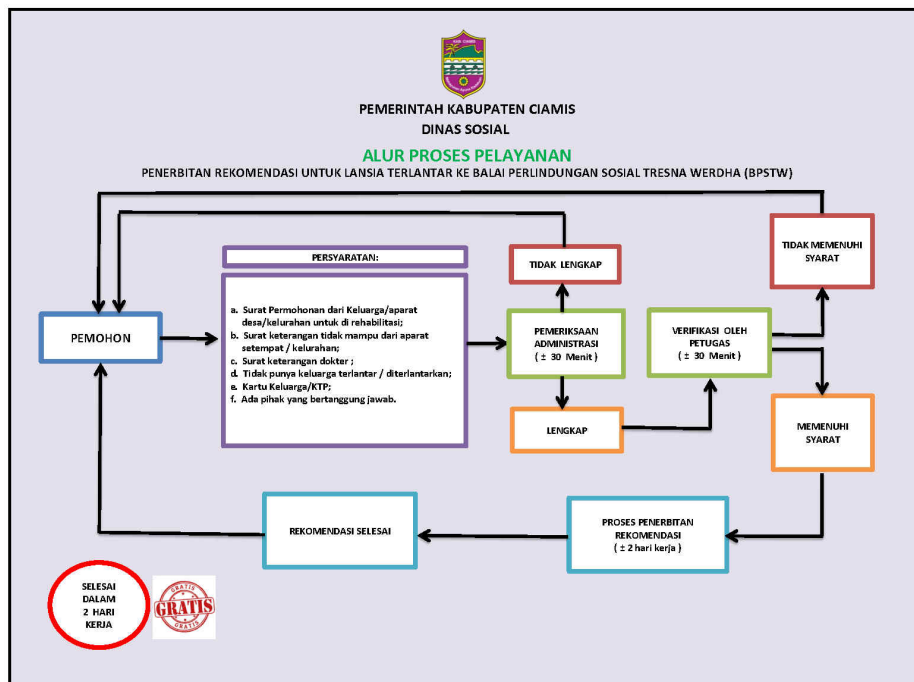 PEMERINTAH KABUPATEN CIAMIS
DINAS SOSIAL
ALUR PROSES PELAYANAN
PENERBITAN REKOMENDASI UNTUK LANSIA TERLANTAR KE BALAI PERLINDUNGAN SOSIAL TRESNA WERDHA (BPSTW)
PEMOHON
PERSYARATAN:
a. Surat Permohonan dari Keluarga/aparat
desa/kelurahan untuk di rehabilitasi;
b. Surat keterangan tidak mampu dari aparat
setempat / kelurahan;
c. Surat keterangan dokter ;
d. Tidak punya keluarga terlantar / diterlantarkan;
e. Kartu Keluarga/KTP;
f. Ada pihak yang bertanggung jawab.
TIDAK LENGKAP
PEMERIKSAAN
ADMINISTRASI
( ± 30 Menit )
LENGKAP
VERIFIKASI OLEH
PETUGAS
( ± 30 Menit )
TIDAK MEMENUHI
SYARAT
MEMENUHI
SYARAT
PROSES PENERBITAN
REKOMENDASI
( ± 2 hari kerja )
REKOMENDASI SELESAI
SELESAI
DALAM
2 HARI
KERJA
GRATIS
GRATIS
GRATIS